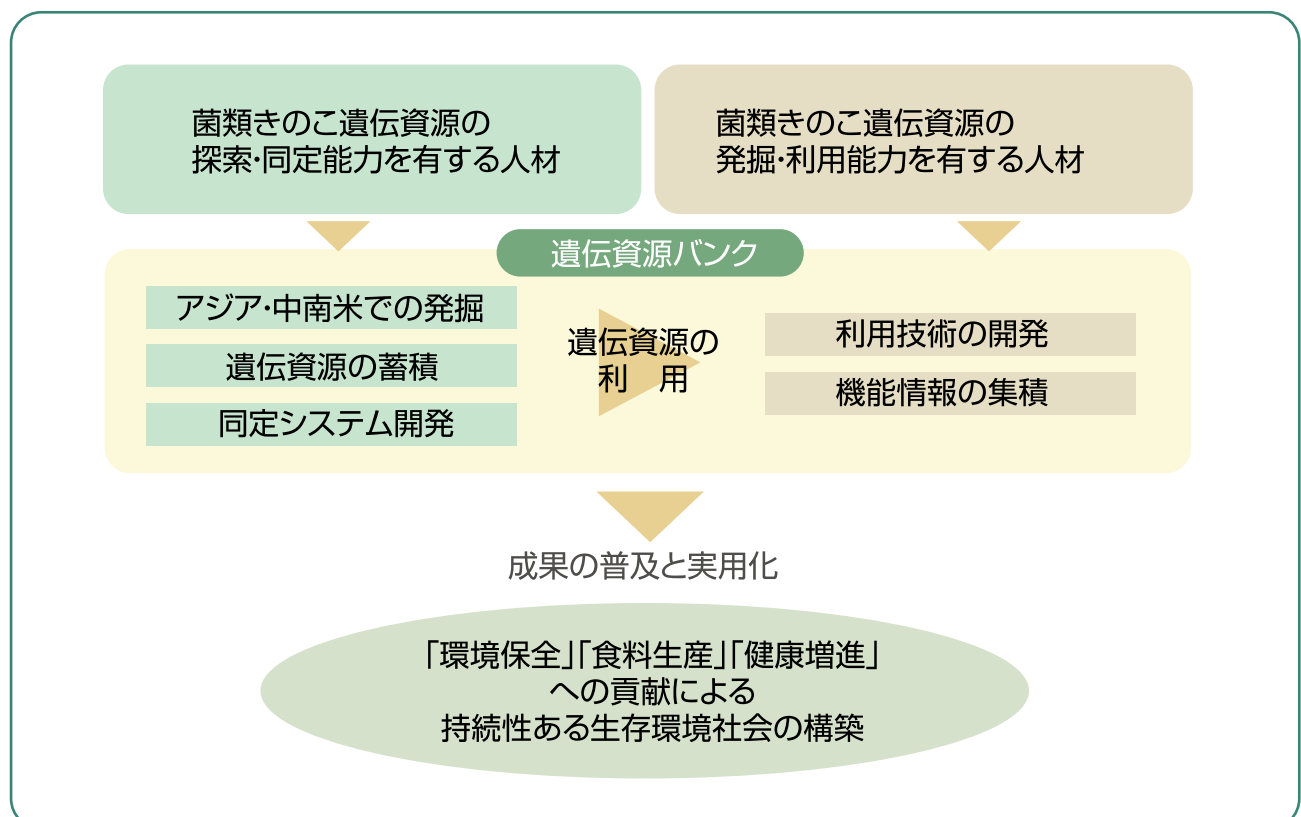 菌類きのこ遺伝資源の
探索・同定能力を有する人材
菌類きのこ遺伝資源の
発掘・利用能力を有する人材
遺伝資源バンク
アジア・中南米での発掘
遺伝資源の蓄積
同定システム開発
遺伝資源の
利 用
利用技術の開発
機能情報の集積
成果の普及と実用化
「環境保全」「食料生産」「健康増進」
への貢献による
持続性ある生存環境社会の構築